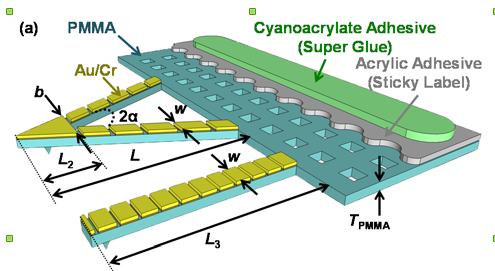 (a)
PMMA
Cyanoacrylate Adhesive
(Super Glue)
Acrylic Adhesive
(Sticky Label)
Au/Cr
b
2α
w
L2
L
w
L3
TPMMA